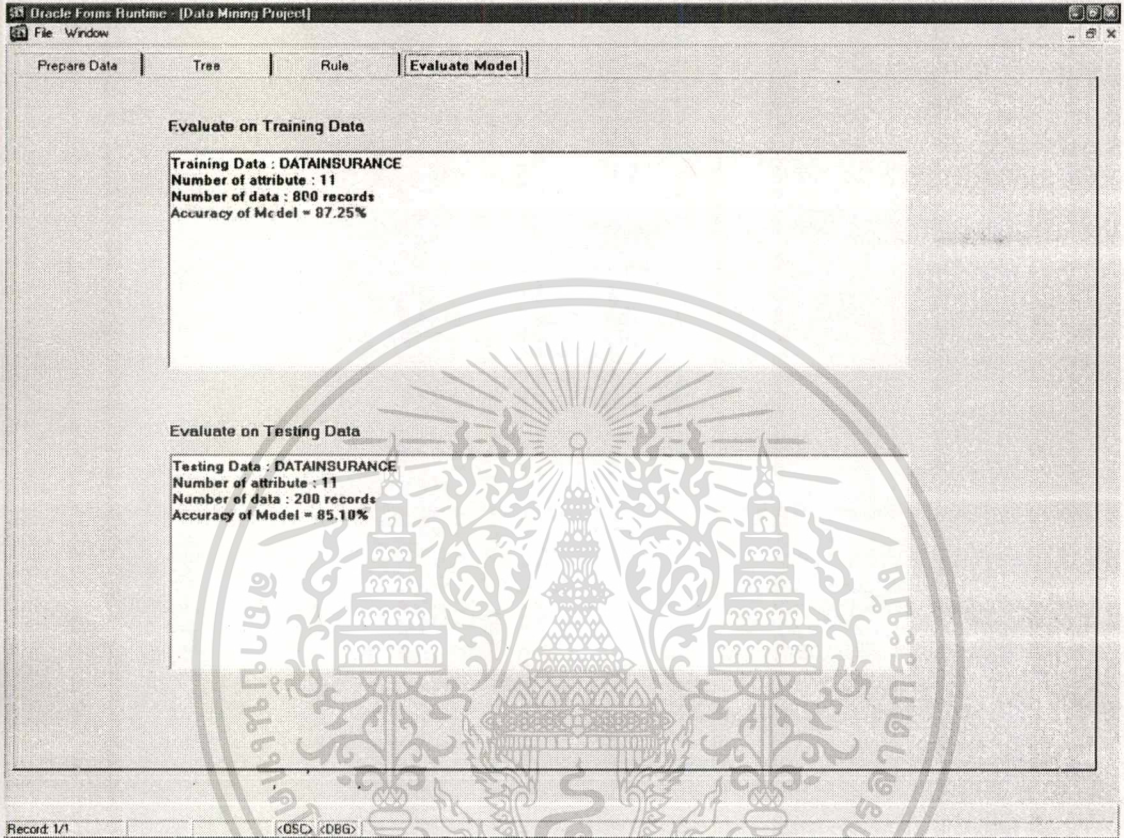 Oracle Forms Runtime - [Data Mining Project]
File Window
Prepare Data Tree Rule Evaluate Model
Evaluate on Training Data
Training Data : DATAINSURANCE
Number of attribute : 11
Number of data : 800 records
Accuracy of Model = 87.25%
Evaluate on Testing Data
Testing Data : DATAINSURANCE
Number of attribute : 11
Number of data : 200 records
Accuracy of Model = 85.10%
Record: 1/1 <OSC> <DBG>